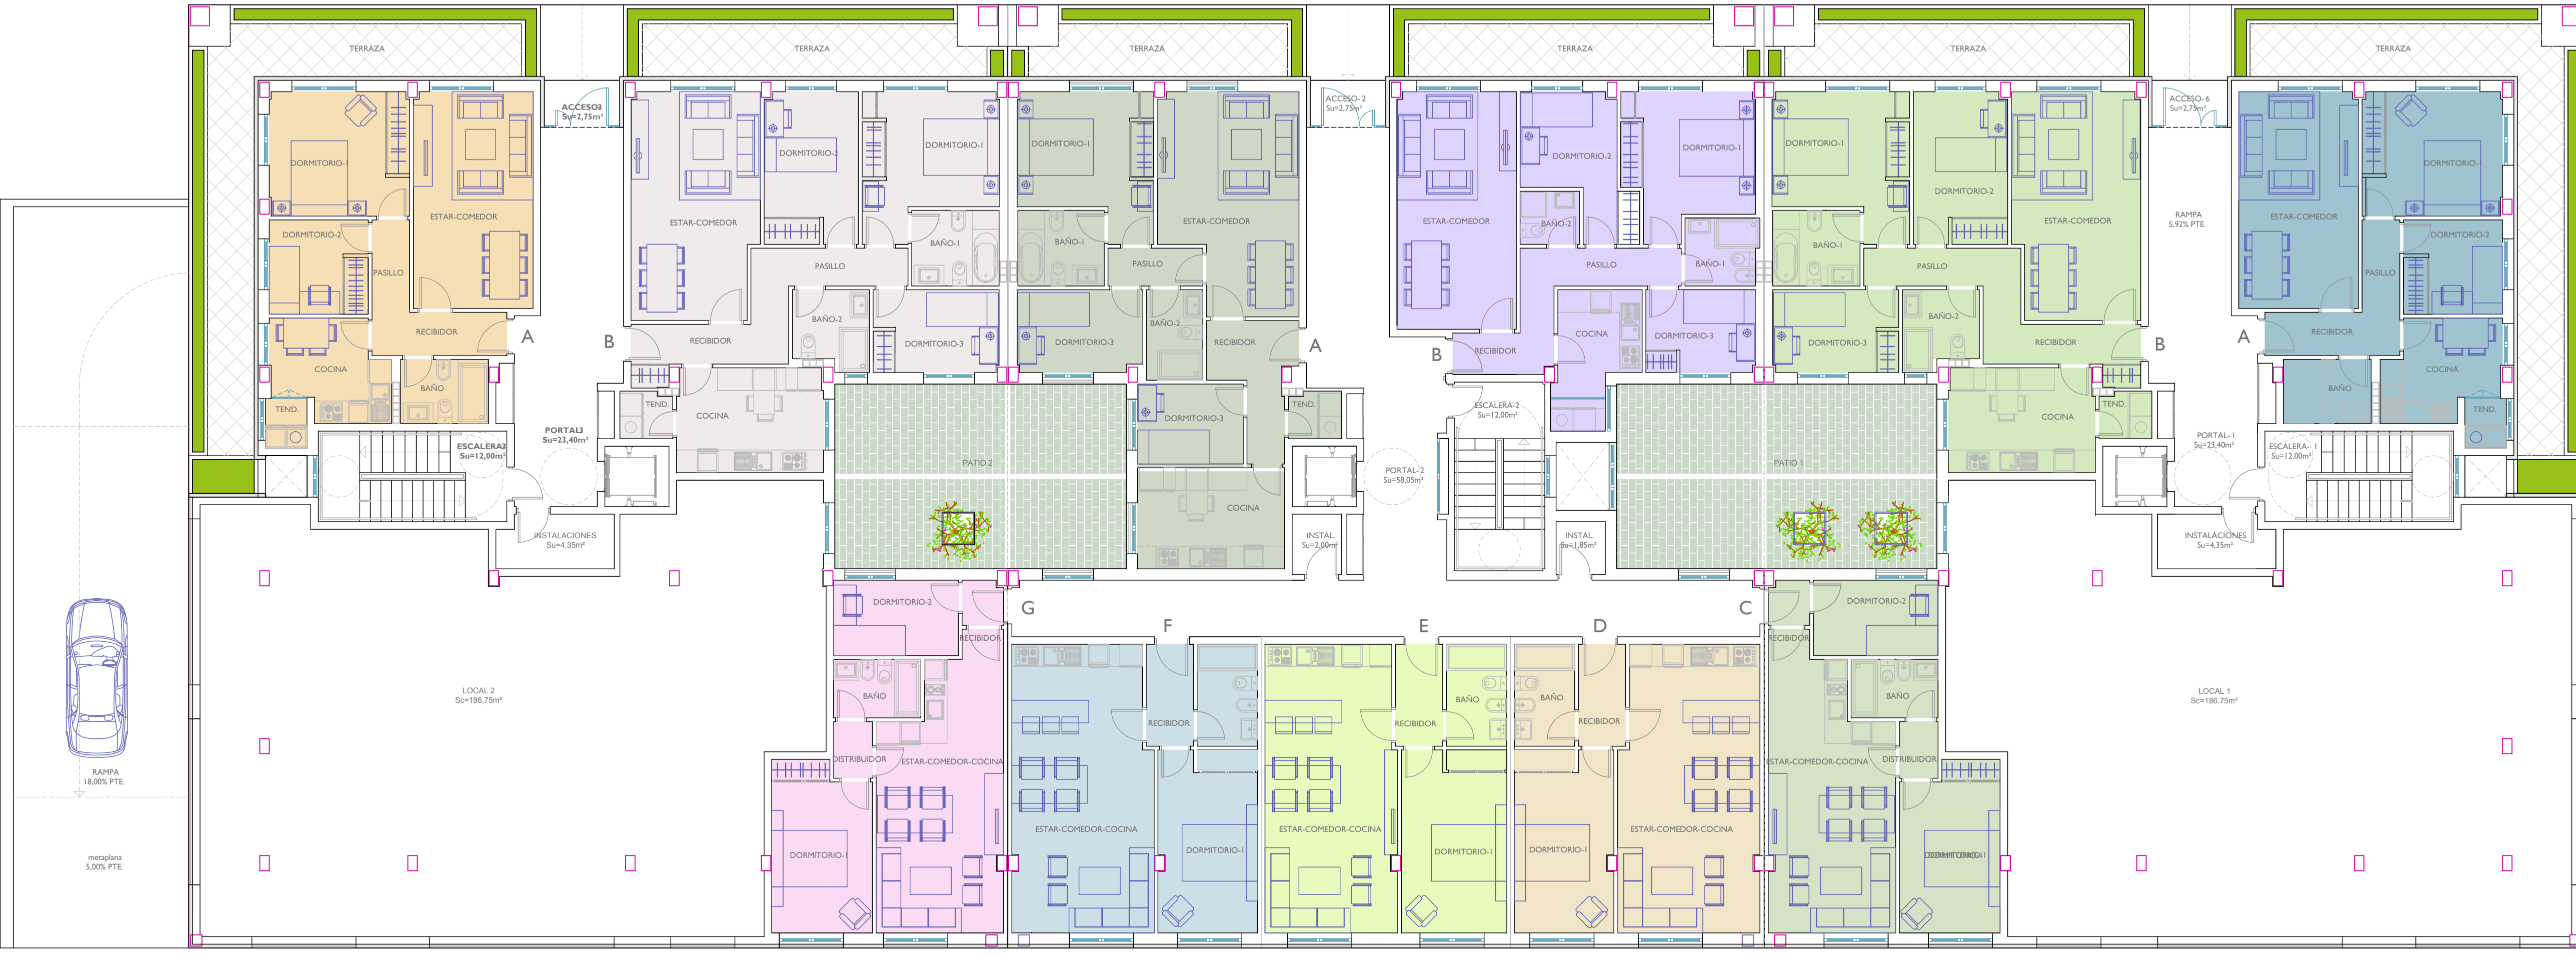 TERRAZA
TERRAZA
TERRAZA
TERRAZA
TERRAZA
TERRAZA
ACCESO3
Su=2,75m²
ACCESO- 2
Su=2,75m²
ACCESO- 6
Su=2,75m²
DORMITORIO-1
ESTAR-COMEDOR
DORMITORIO-2
PASILLO
RECIBIDOR
COCINA
BAÑO
TEND.
A
ESCALERA3
Su=12,00m²
PORTAL3
Su=23,40m²
INSTALACIONES
Su=4,35m²
B
ESTAR-COMEDOR
DORMITORIO-2
DORMITORIO-1
BAÑO-1
PASILLO
BAÑO-2
DORMITORIO-3
RECIBIDOR
TEND.
COCINA
PATIO 2
DORMITORIO-1
ESTAR-COMEDOR
BAÑO-1
PASILLO
BAÑO-2
DORMITORIO-3
RECIBIDOR
A
DORMITORIO-3
TEND.
COCINA
INSTAL.
Su=2,00m²
PORTAL-2
Su=58,05m²
ESCALERA-2
Su=12,00m²
INSTAL.
Su=1,85m²
B
ESTAR-COMEDOR
DORMITORIO-2
DORMITORIO-1
BAÑO-2
BAÑO-1
PASILLO
COCINA
DORMITORIO-3
RECIBIDOR
PATIO 1
DORMITORIO-1
DORMITORIO-2
ESTAR-COMEDOR
BAÑO-1
PASILLO
BAÑO-2
DORMITORIO-3
RECIBIDOR
B
TEND.
COCINA
RAMPA
5,92% PTE.
PORTAL- 1
Su=23,40m²
ESCALERA- 1
Su=12,00m²
INSTALACIONES
Su=4,35m²
A
ESTAR-COMEDOR
DORMITORIO-1
DORMITORIO-2
PASILLO
RECIBIDOR
BAÑO
COCINA
TEND.
LOCAL 2
Sc=186,75m²
RAMPA
18,00% PTE.
metaplana
5,00% PTE.
G
DORMITORIO-2
RECIBIDOR
BAÑO
DISTRIBUIDOR
ESTAR-COMEDOR-COCINA
DORMITORIO-1
F
RECIBIDOR
ESTAR-COMEDOR-COCINA
DORMITORIO-1
E
RECIBIDOR
BAÑO
ESTAR-COMEDOR-COCINA
DORMITORIO-1
D
BAÑO
RECIBIDOR
ESTAR-COMEDOR-COCINA
DORMITORIO-1
C
DORMITORIO-2
RECIBIDOR
BAÑO
DISTRIBUIDOR
ESTAR-COMEDOR-COCINA
LOCAL 1
Sc=186.75m²